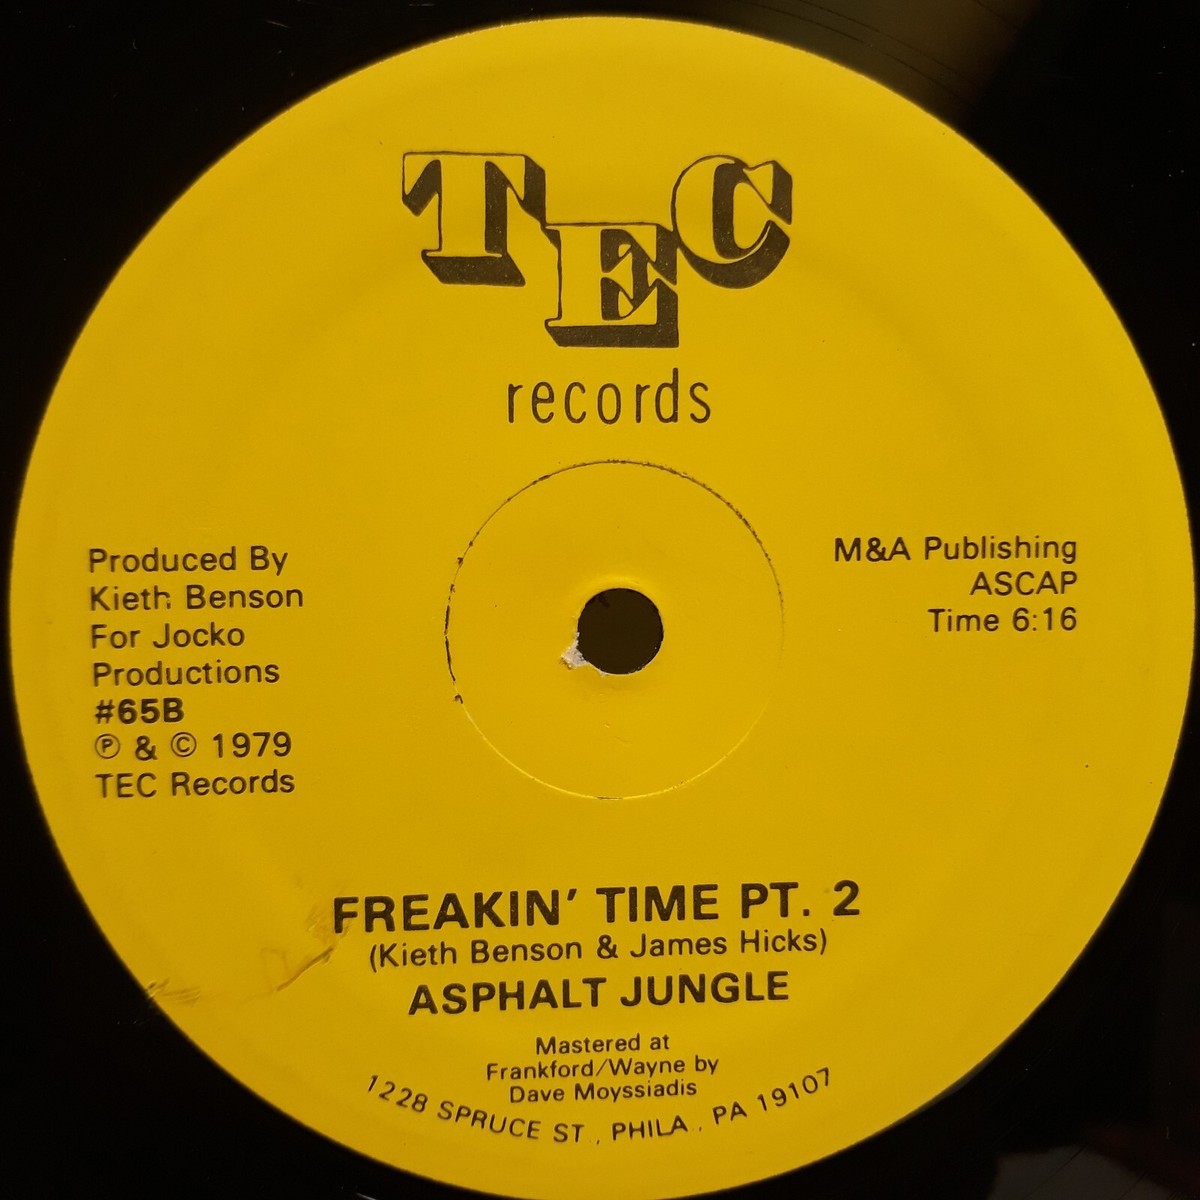 TEC
records
Produced By
Kieth Benson
For Jocko
Productions
#65B
℗ & © 1979
TEC Records
M&A Publishing
ASCAP
Time 6:16
FREAKIN' TIME PT. 2
(Kieth Benson & James Hicks)
ASPHALT JUNGLE
Mastered at
Frankford/Wayne by
Dave Moyssiadis
1228 SPRUCE ST., PHILA., PA 19107